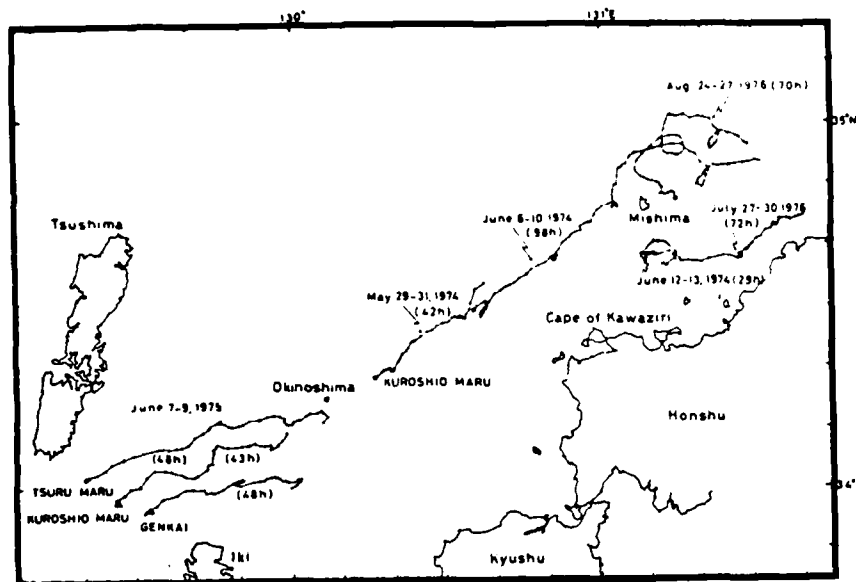 130°
131°E
Aug. 24-27, 1976 (70h)
35°N
Tsushima
June 6-10, 1974
(98h)
Mishima
July 27-30 1976
(72h)
May 29-31, 1974
(42h)
June 12-13, 1974 (29h)
Cape of Kawaziri
KUROSHIO MARU
Okinoshima
June 7-9, 1975
Honshu
(48h)
(43h)
(48h)
TSURU MARU
34°
KUROSHIO MARU
GENKAI
Iki
Kyushu